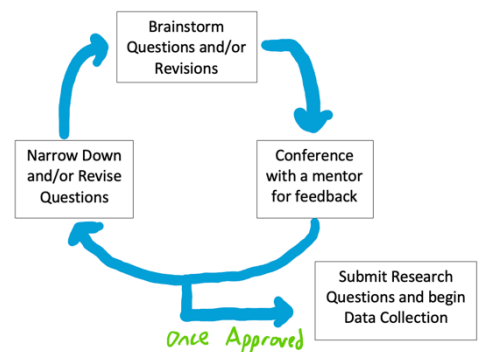 Brainstorm
Questions and/or
Revisions
Narrow Down
and/or Revise
Questions
Conference
with a mentor
for feedback
Submit Research
Questions and begin
Data Collection
Once Approved